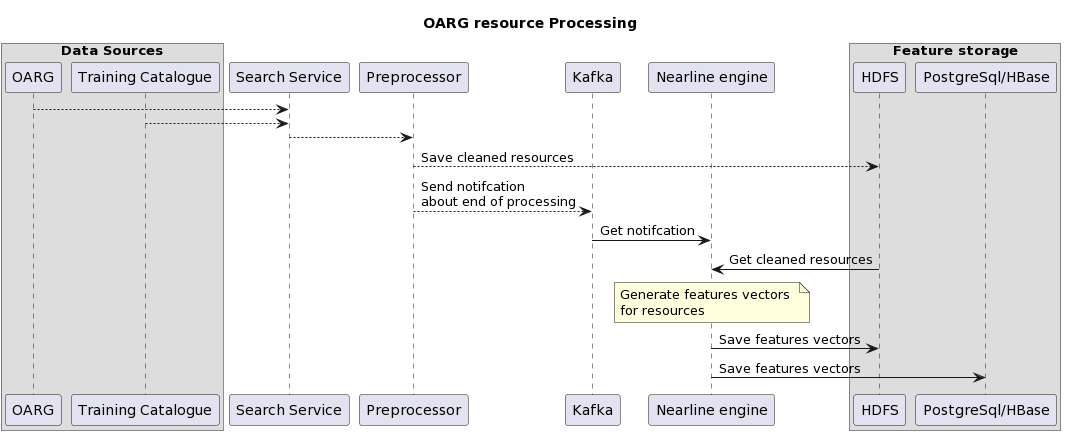 OARG resource Processing
Data Sources
Feature storage
OARG
Training Catalogue
Search Service
Preprocessor
Kafka
Nearline engine
HDFS
PostgreSql/HBase
Save cleaned resources
Send notifcation
about end of processing
Get notifcation
Get cleaned resources
Generate features vectors
for resources
Save features vectors
Save features vectors
OARG
Training Catalogue
Search Service
Preprocessor
Kafka
Nearline engine
HDFS
PostgreSql/HBase